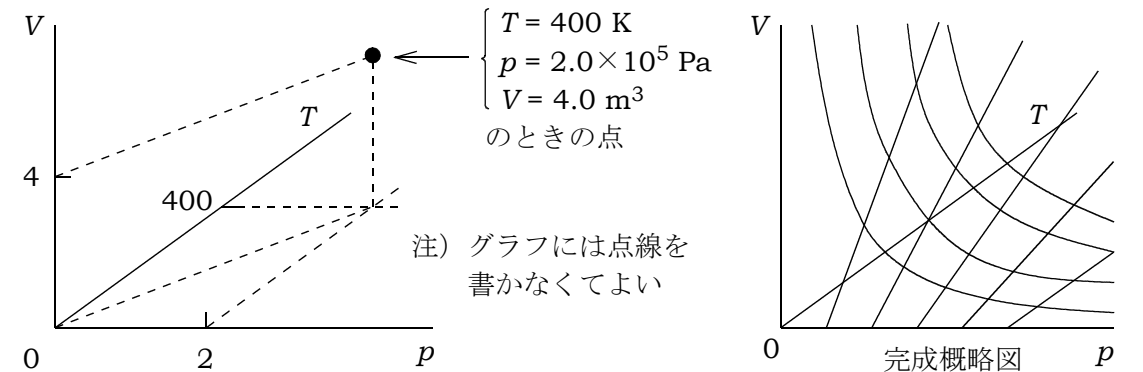 V
T = 400 K
p = 2.0×10⁵ Pa
V = 4.0 m³
のときの点
T
4
400
注）グラフには点線を
書かなくてよい
0
2
p
V
T
0
完成概略図
p